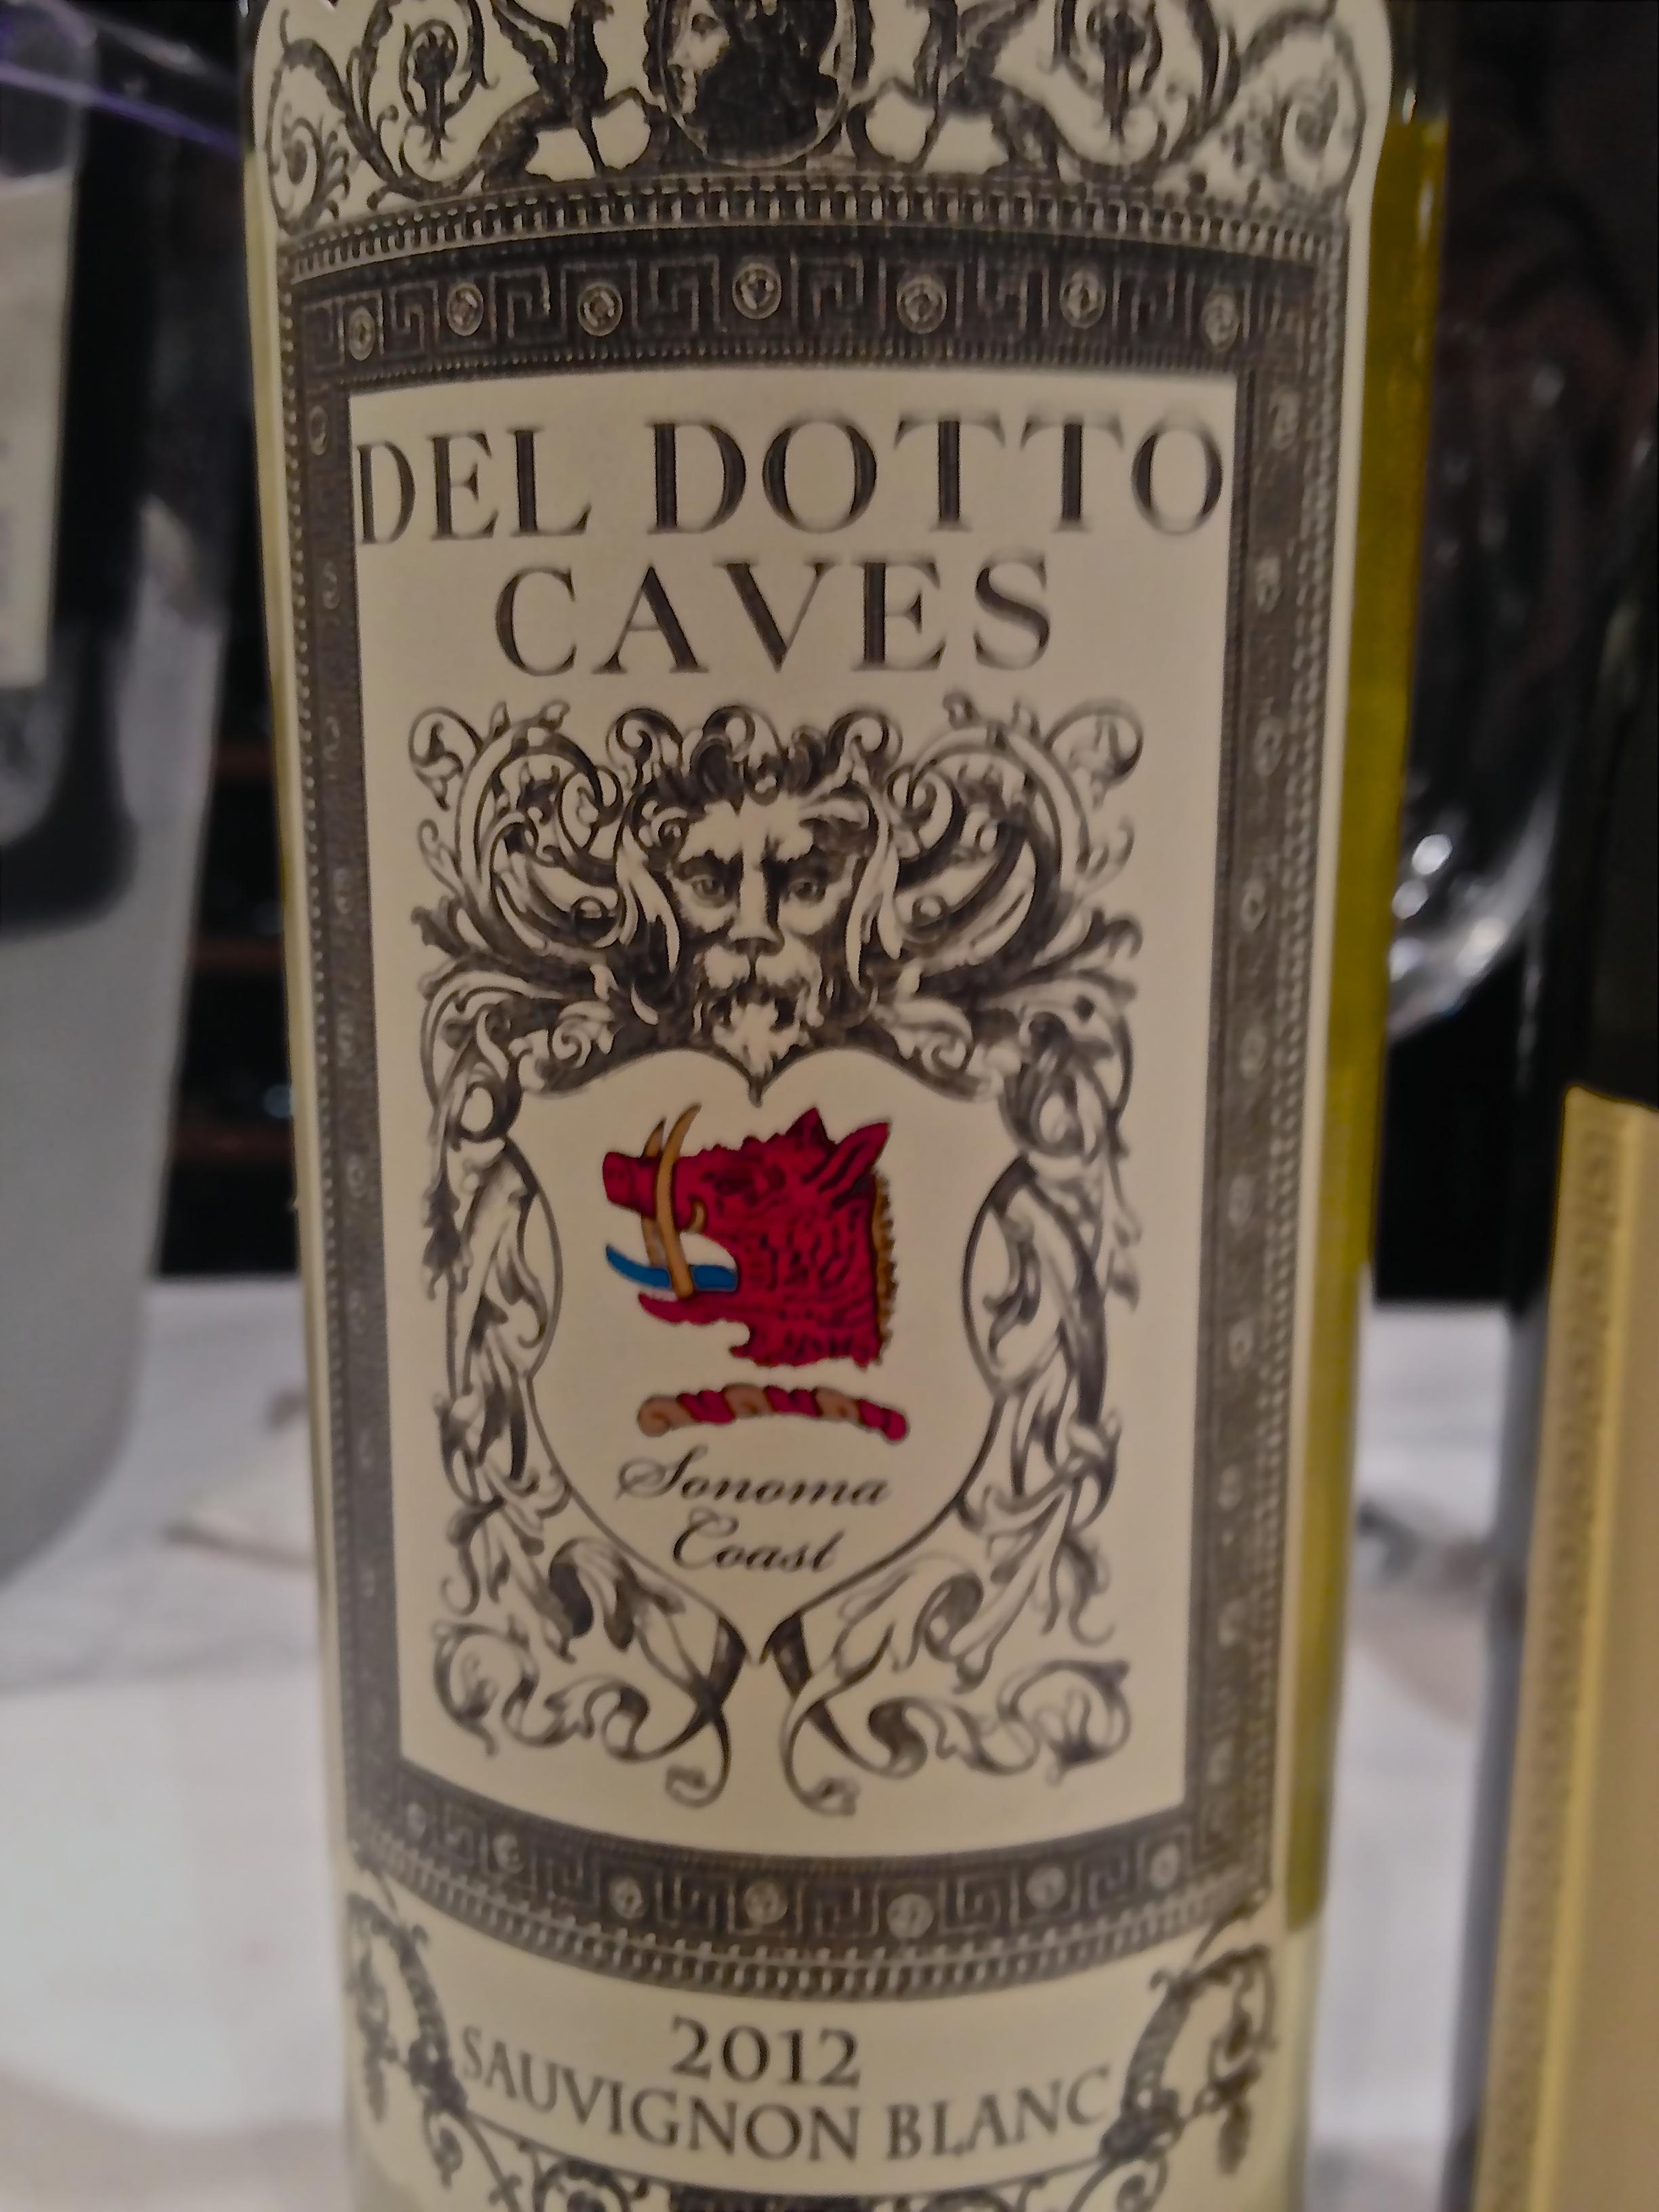 DEL DOTTO
CAVES
Sonoma
Coast
2012
SAUVIGNON BLANC